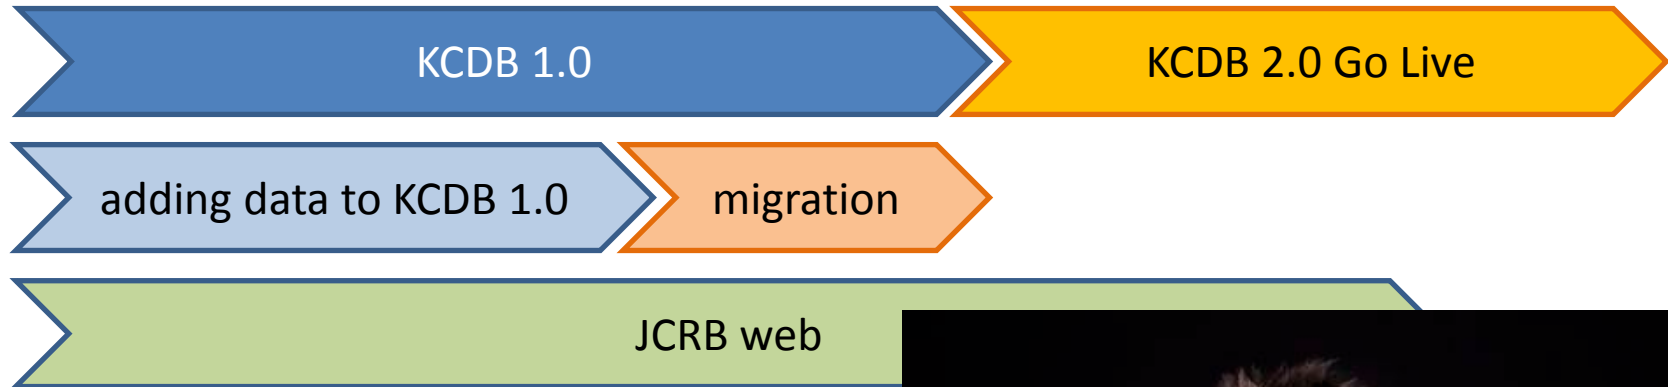 KCDB 1.0
KCDB 2.0 Go Live
adding data to KCDB 1.0
migration
JCRB web